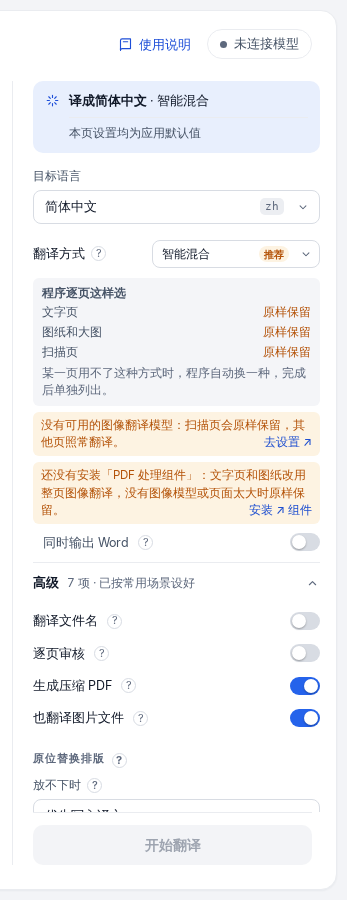 使用说明
未连接模型
译成简体中文 · 智能混合
本页设置均为应用默认值
目标语言
简体中文 zh
翻译方式 ? 智能混合 推荐
程序逐页这样选
文字页 原样保留
图纸和大图 原样保留
扫描页 原样保留
某一页用不了这种方式时，程序自动换一种，完成
后单独列出。
没有可用的图像翻译模型：扫描页会原样保留，其
他页照常翻译。 去设置 ↗
还没有安装「PDF 处理组件」：文字页和图纸改用
整页图像翻译，没有图像模型或页面太大时原样保
留。 安装 ↗ 组件
同时输出 Word ?
高级 7 项 · 已按常用场景设好
翻译文件名 ?
逐页审核 ?
生成压缩 PDF ?
也翻译图片文件 ?
原位替换排版 ?
放不下时 ?
开始翻译